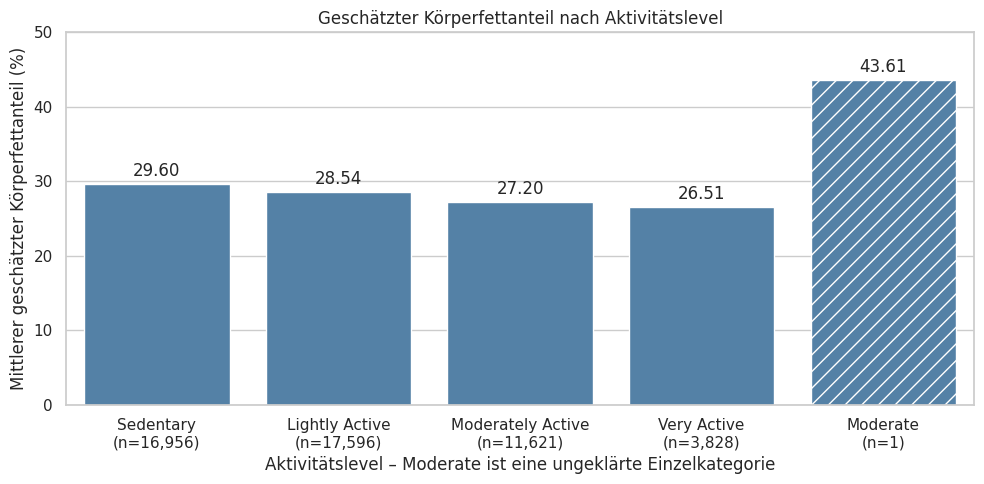 Geschätzter Körperfettanteil nach Aktivitätslevel
Mittlerer geschätzter Körperfettanteil (%)
50
40
30
20
10
0
29.60
28.54
27.20
26.51
43.61
Sedentary
(n=16,956)
Lightly Active
(n=17,596)
Moderately Active
(n=11,621)
Very Active
(n=3,828)
Moderate
(n=1)
Aktivitätslevel – Moderate ist eine ungeklärte Einzelkategorie